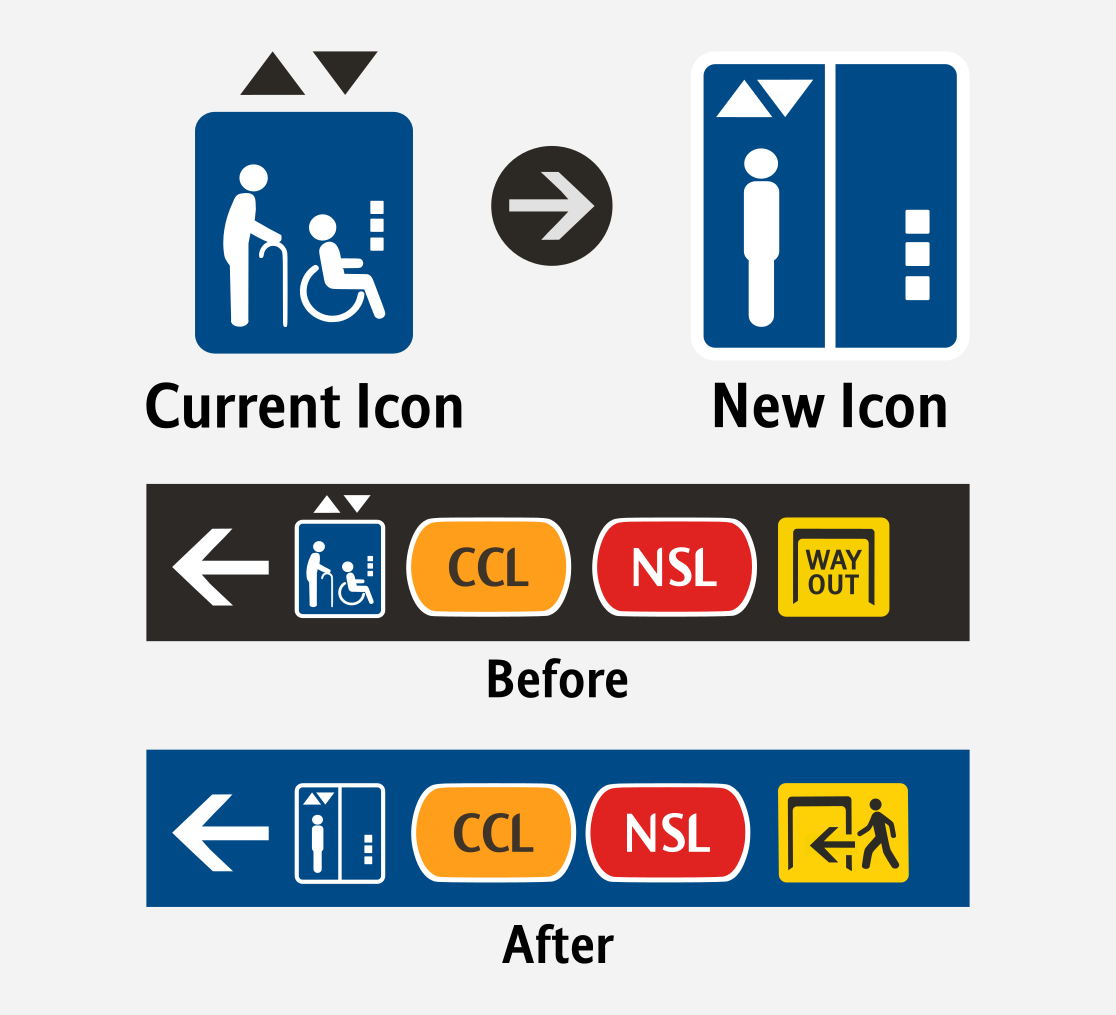 Current Icon
New Icon
CCL
NSL
WAY
OUT
Before
CCL
NSL
After